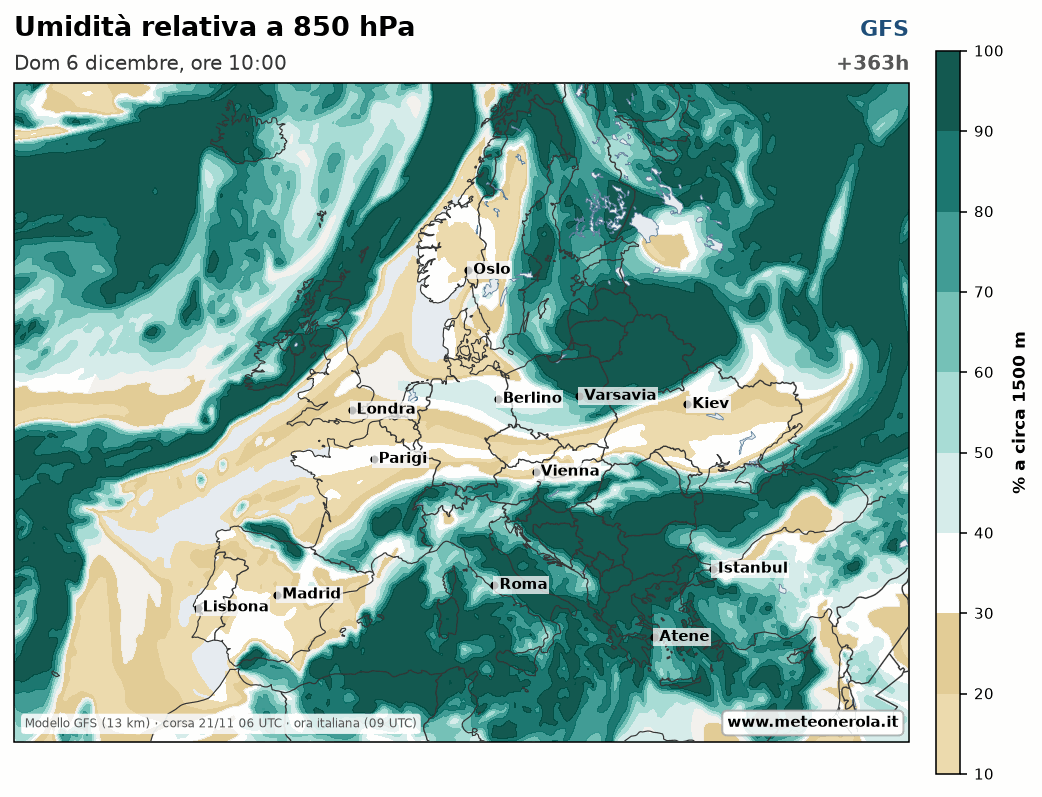 Umidità relativa a 850 hPa
GFS
Dom 6 dicembre, ore 10:00
+363h
Oslo
Varsavia
Berlino
Kiev
Londra
Parigi
Vienna
Istanbul
Roma
Madrid
Lisbona
Atene
Modello GFS (13 km) · corsa 21/11 06 UTC · ora italiana (09 UTC)
www.meteonerola.it
100
90
80
70
60
50
40
30
20
10
% a circa 1500 m